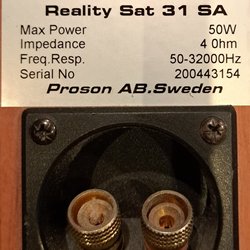 Reality Sat 31 SA
Max Power 50W
Impedance 4 Ohm
Freq.Resp. 50-32000Hz
Serial No 200443154
Proson AB.Sweden